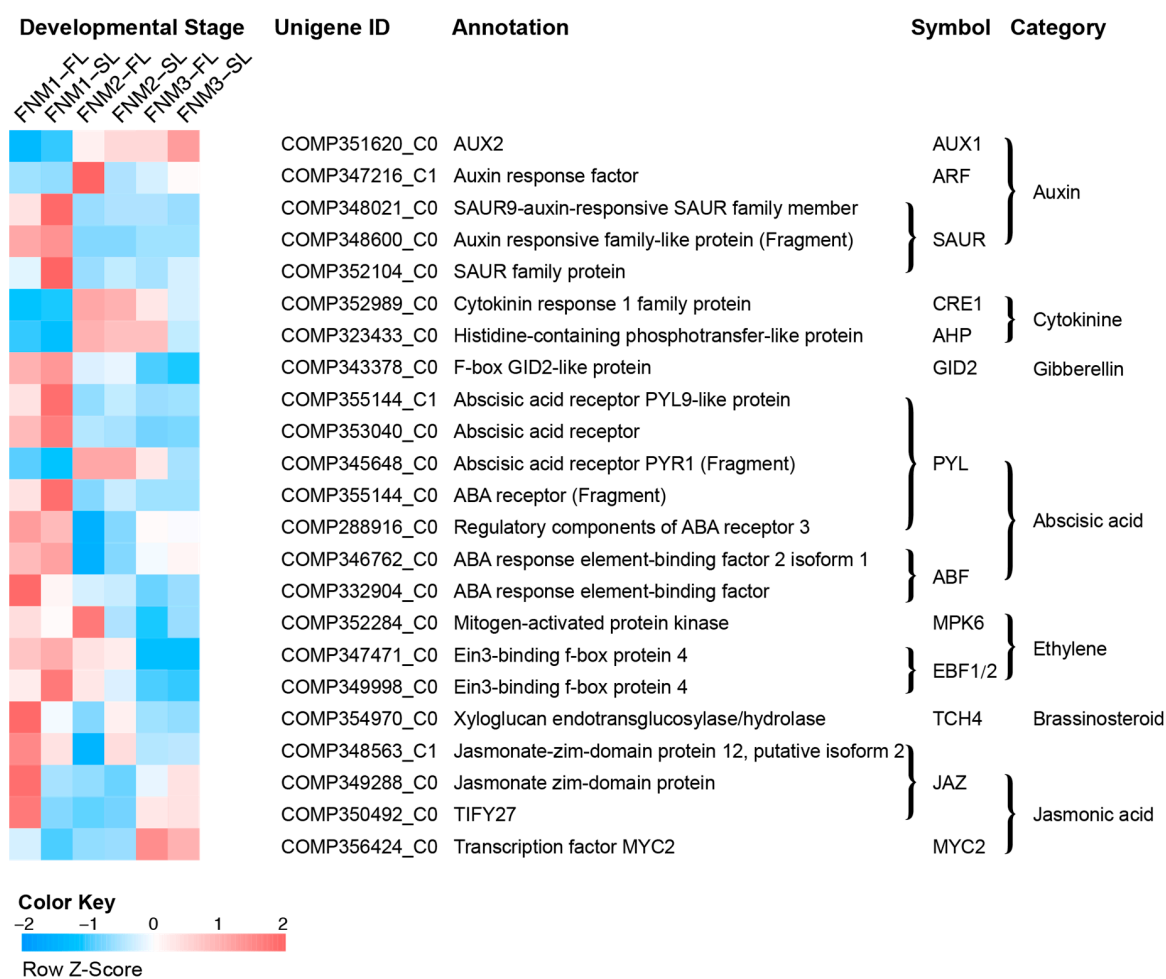 Developmental Stage Unigene ID Annotation Symbol Category
FNM1-FL FNM1-SL FNM2-FL FNM2-SL FNM3-FL FNM3-SL
COMP351620_C0 AUX2 AUX1
COMP347216_C1 Auxin response factor ARF
Auxin
COMP348021_C0 SAUR9-auxin-responsive SAUR family member
COMP348600_C0 Auxin responsive family-like protein (Fragment) SAUR
COMP352104_C0 SAUR family protein
COMP352989_C0 Cytokinin response 1 family protein CRE1
Cytokinine
COMP323433_C0 Histidine-containing phosphotransfer-like protein AHP
COMP343378_C0 F-box GID2-like protein GID2 Gibberellin
COMP355144_C1 Abscisic acid receptor PYL9-like protein
COMP353040_C0 Abscisic acid receptor
COMP345648_C0 Abscisic acid receptor PYR1 (Fragment) PYL
COMP355144_C0 ABA receptor (Fragment)
Abscisic acid
COMP288916_C0 Regulatory components of ABA receptor 3
COMP346762_C0 ABA response element-binding factor 2 isoform 1
ABF
COMP332904_C0 ABA response element-binding factor
COMP352284_C0 Mitogen-activated protein kinase MPK6
Ethylene
COMP347471_C0 Ein3-binding f-box protein 4
EBF1/2
COMP349998_C0 Ein3-binding f-box protein 4
COMP354970_C0 Xyloglucan endotransglucosylase/hydrolase TCH4 Brassinosteroid
COMP348563_C1 Jasmonate-zim-domain protein 12, putative isoform 2
COMP349288_C0 Jasmonate zim-domain protein JAZ
COMP350492_C0 TIFY27 Jasmonic acid
COMP356424_C0 Transcription factor MYC2 MYC2
Color Key
−2 −1 0 1 2
Row Z-Score